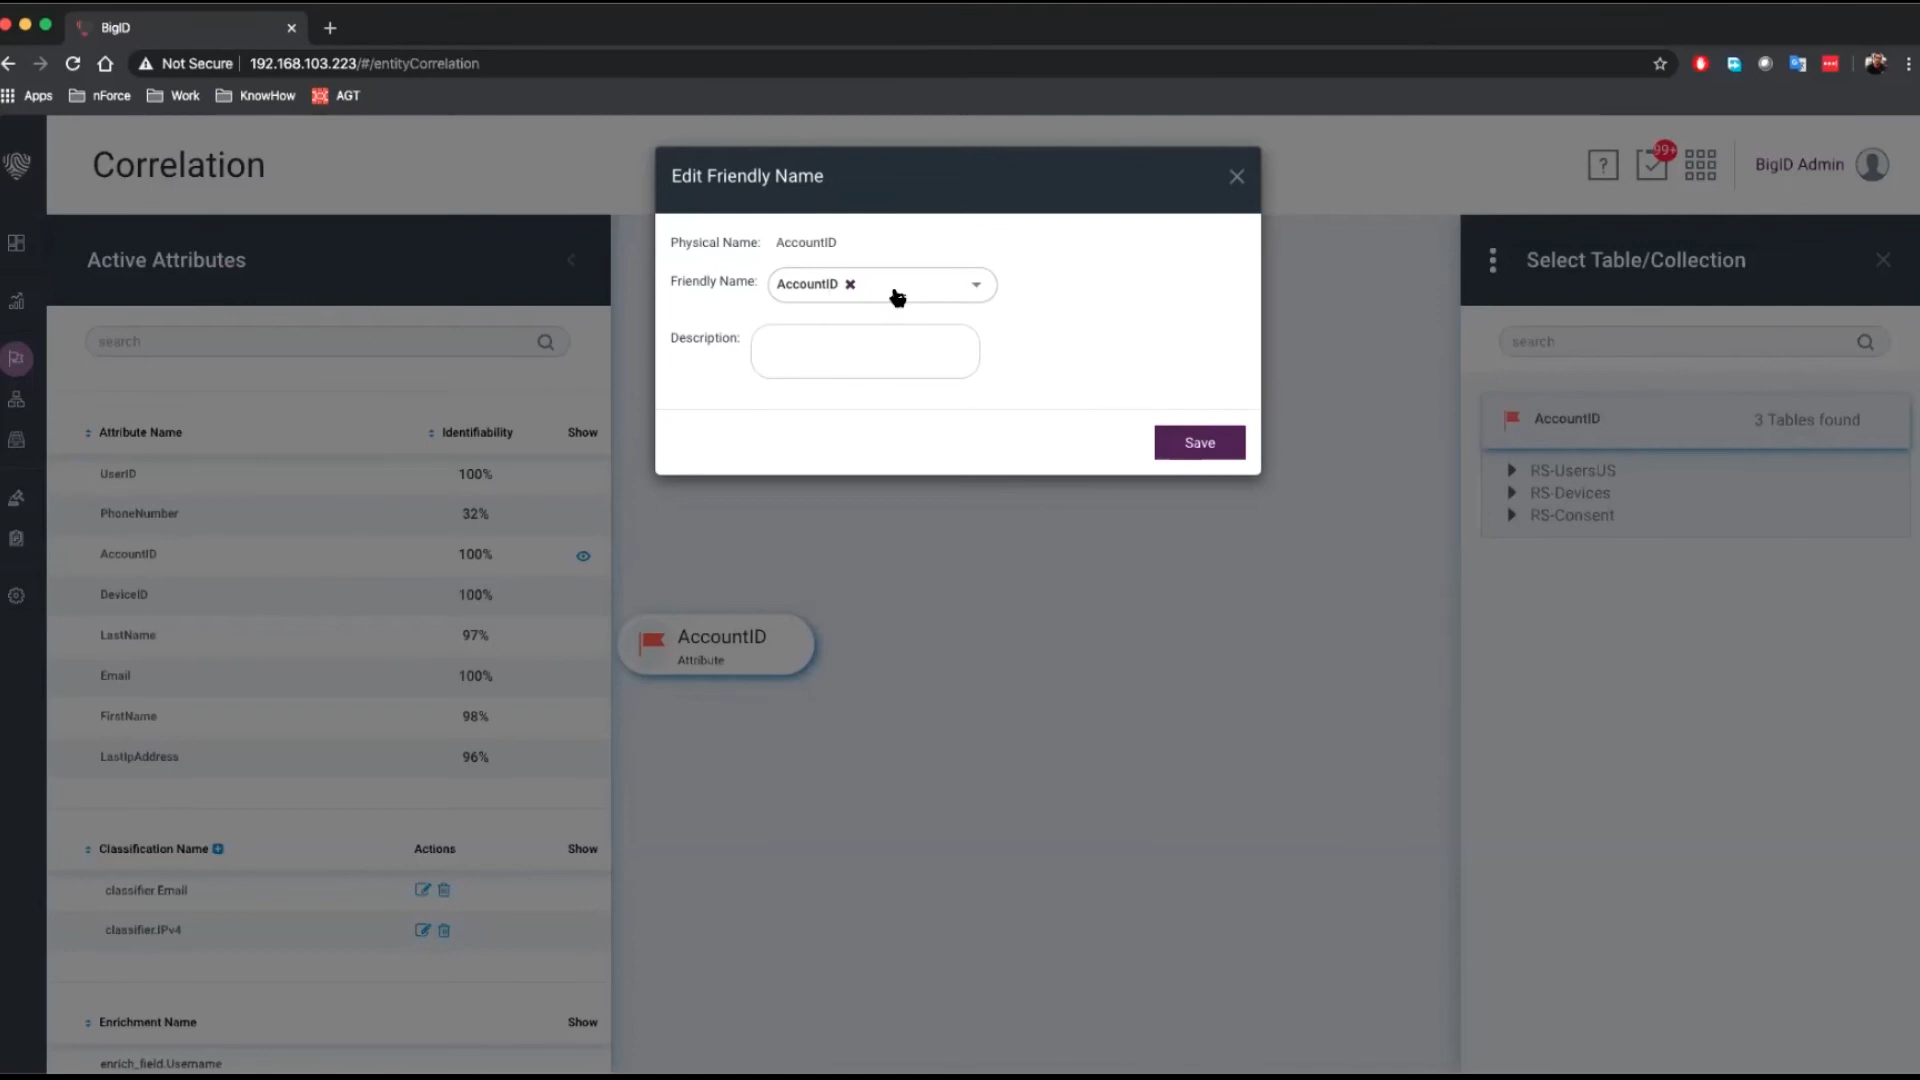 BigID
Not Secure 192.168.103.223/#/entityCorrelation
Apps nForce Work KnowHow AGT
Correlation
99+
?
BigID Admin
Edit Friendly Name
Physical Name: AccountID
Friendly Name: AccountID
Description:
Save
Active Attributes
search
Attribute Name Identifiability Show
UserID 100%
PhoneNumber 32%
AccountID 100%
DeviceID 100%
LastName 97%
Email 100%
FirstName 98%
LastIpAddress 96%
Classification Name Actions Show
classifier.Email
classifier.IPv4
Enrichment Name Show
enrich_field.Username
AccountID
Attribute
Select Table/Collection
search
AccountID 3 Tables found
RS-UsersUS
RS-Devices
RS-Consent